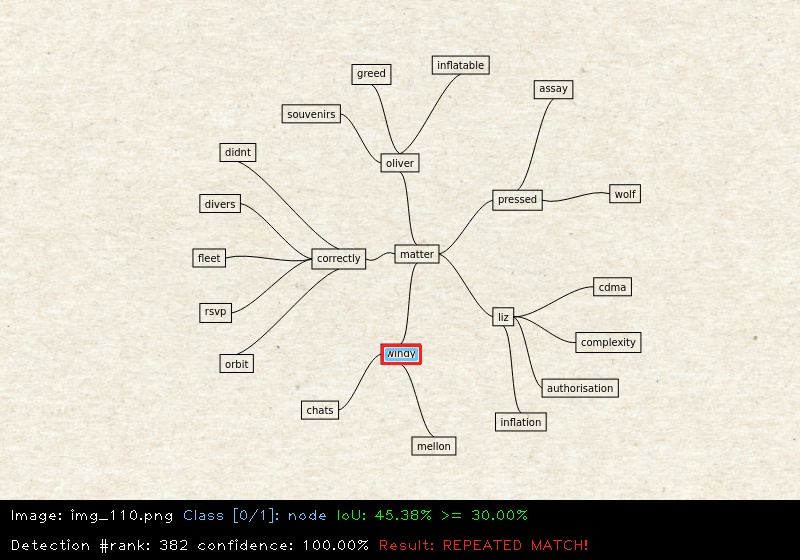 greed
inflatable
souvenirs
assay
didnt
oliver
divers
pressed
wolf
fleet
correctly
matter
rsvp
liz
cdma
complexity
orbit
windy
authorisation
chats
inflation
mellon
Image: img_110.png Class [0/1]: node IoU: 45.38% >= 30.00%
Detection #rank: 382 confidence: 100.00% Result: REPEATED MATCH!